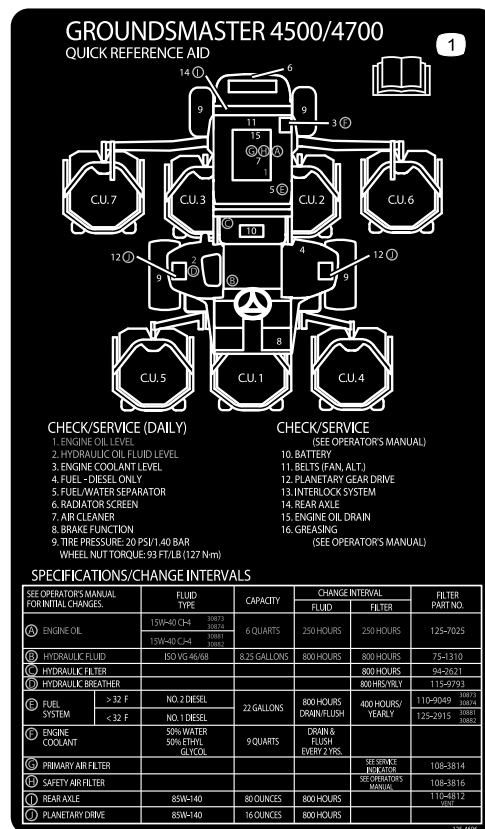 GROUNDSMASTER 4500/4700
QUICK REFERENCE AID
1
14 I
6
9
9
11
15
3 F
G H A
7
1
5 E
C.U. 7
C.U. 3
C.U. 2
C.U. 6
C
10
12 J
2
D
B
4
12 J
9
9
8
C.U. 5
C.U. 1
C.U. 4
CHECK/SERVICE (DAILY)
1. ENGINE OIL LEVEL
2. HYDRAULIC OIL FLUID LEVEL
3. ENGINE COOLANT LEVEL
4. FUEL - DIESEL ONLY
5. FUEL/WATER SEPARATOR
6. RADIATOR SCREEN
7. AIR CLEANER
8. BRAKE FUNCTION
9. TIRE PRESSURE: 20 PSI/1.40 BAR
WHEEL NUT TORQUE: 93 FT/LB (127 N·m)
CHECK/SERVICE
(SEE OPERATOR'S MANUAL)
10. BATTERY
11. BELTS (FAN, ALT.)
12. PLANETARY GEAR DRIVE
13. INTERLOCK SYSTEM
14. REAR AXLE
15. ENGINE OIL DRAIN
16. GREASING
(SEE OPERATOR'S MANUAL)
SPECIFICATIONS/CHANGE INTERVALS
SEE OPERATOR'S MANUAL FOR INITIAL CHANGES. FLUID TYPE CAPACITY CHANGE INTERVAL FLUID FILTER FILTER PART NO.
A ENGINE OIL 15W-40 CI-4 30873 30874 15W-40 CJ-4 30881 30882 6 QUARTS 250 HOURS 250 HOURS 125-7025
B HYDRAULIC FLUID ISO VG 46/68 8.25 GALLONS 800 HOURS 800 HOURS 75-1310
C HYDRAULIC FILTER 800 HOURS 94-2621
D HYDRAULIC BREATHER 800 HRS/YRLY 115-9793
E FUEL SYSTEM > 32 F NO. 2 DIESEL < 32 F NO. 1 DIESEL 22 GALLONS 800 HOURS DRAIN/FLUSH 400 HOURS/ YEARLY 110-9049 30873 30874 125-2915 30881 30882
F ENGINE COOLANT 50% WATER 50% ETHYL GLYCOL 9 QUARTS DRAIN & FLUSH EVERY 2 YRS.
G PRIMARY AIR FILTER SEE SERVICE INDICATOR 108-3814
H SAFETY AIR FILTER SEE OPERATOR'S MANUAL 108-3816
I REAR AXLE 85W-140 80 OUNCES 800 HOURS 110-4812 VENT
J PLANETARY DRIVE 85W-140 16 OUNCES 800 HOURS